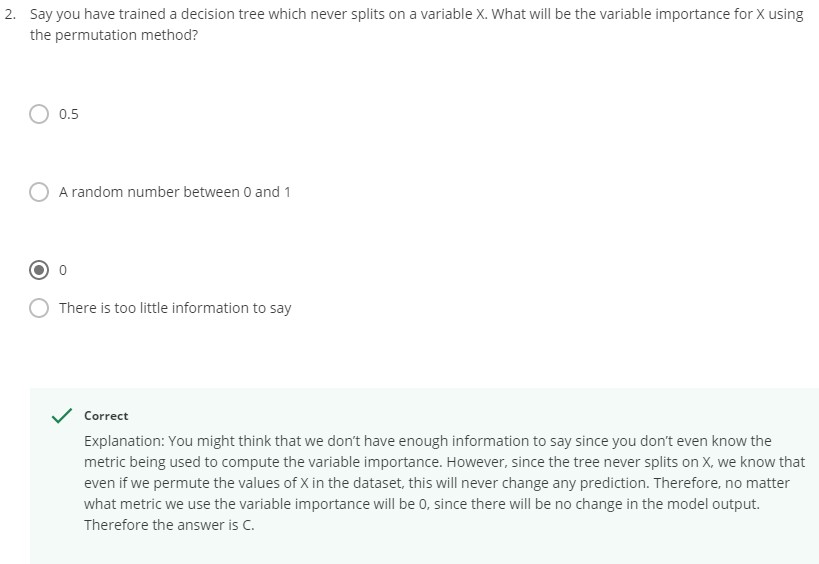 2. Say you have trained a decision tree which never splits on a variable X. What will be the variable importance for X using
the permutation method?
0.5
A random number between 0 and 1
0
There is too little information to say
Correct
Explanation: You might think that we don’t have enough information to say since you don’t even know the
metric being used to compute the variable importance. However, since the tree never splits on X, we know that
even if we permute the values of X in the dataset, this will never change any prediction. Therefore, no matter
what metric we use the variable importance will be 0, since there will be no change in the model output.
Therefore the answer is C.